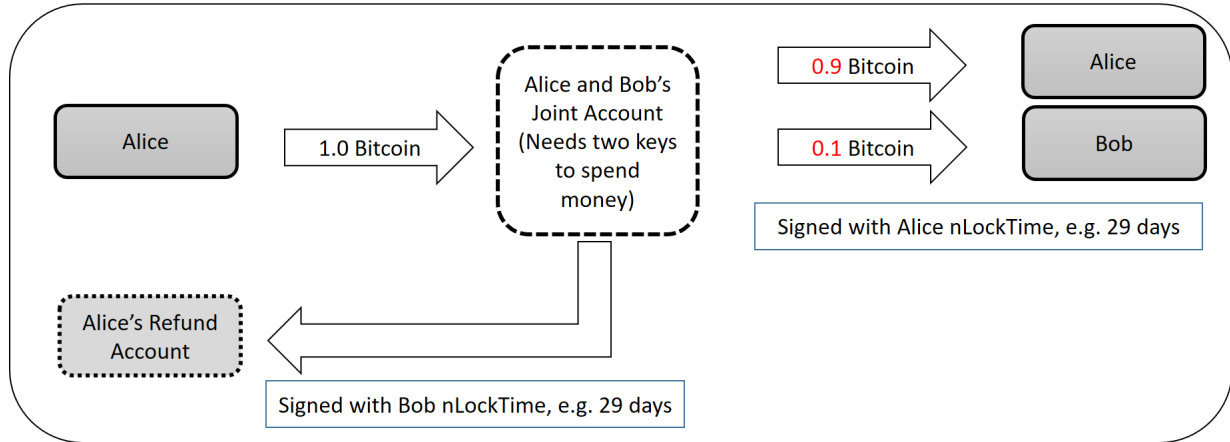 Alice
1.0 Bitcoin
Alice and Bob’s
Joint Account
(Needs two keys
to spend
money)
0.9 Bitcoin
Alice
0.1 Bitcoin
Bob
Signed with Alice nLockTime, e.g. 29 days
Alice’s Refund
Account
Signed with Bob nLockTime, e.g. 29 days